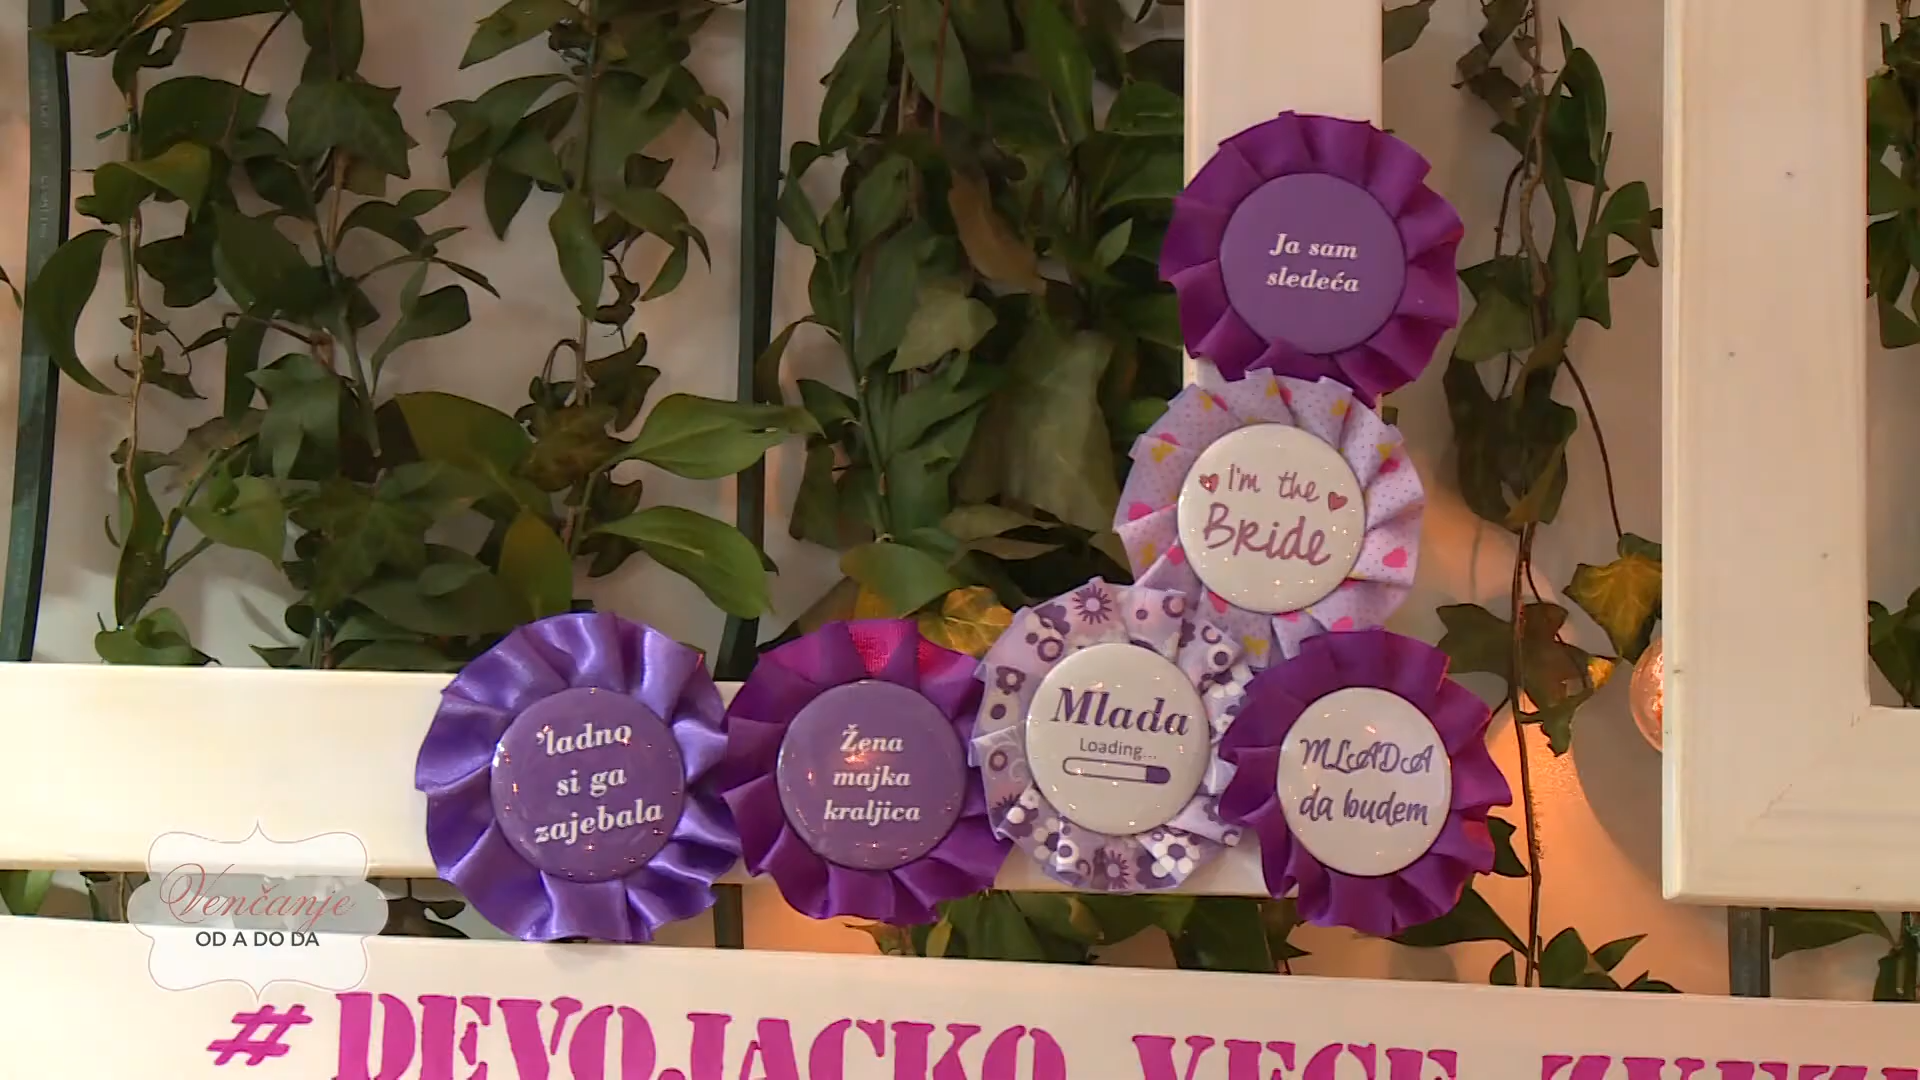 Ja sam
sledeća
I'm the
Bride
'ladno
si ga
zajebala
Žena
majka
kraljica
Mlada
Loading...
MLADA
da budem
Venčanje
OD A DO DA
# DEVOJACKO VECE